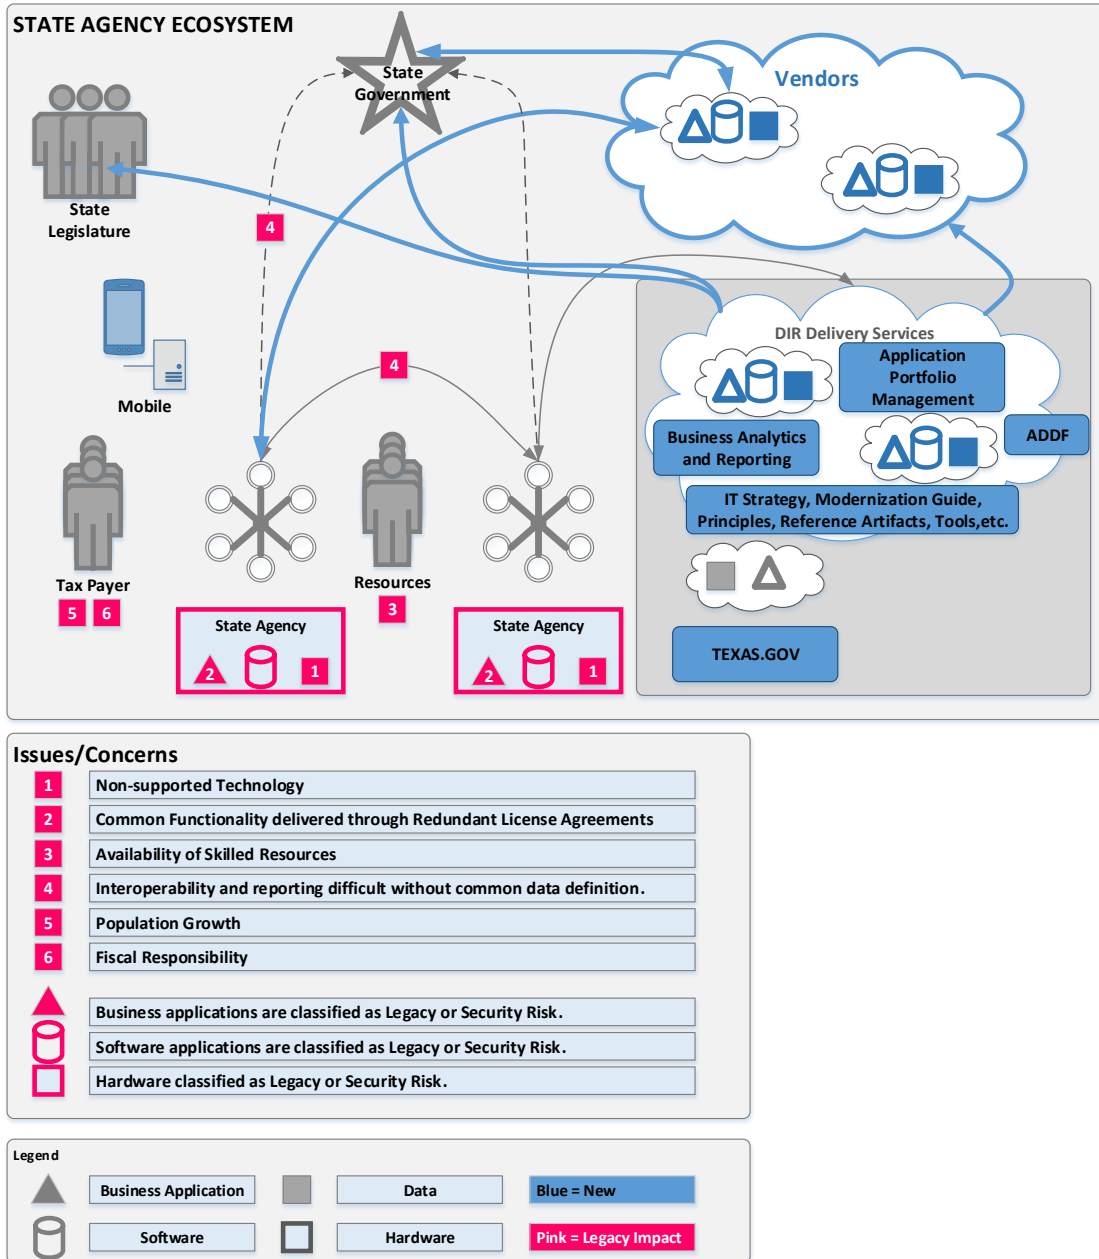 STATE AGENCY ECOSYSTEM
State
Government
Vendors
State
Legislature
4
DIR Delivery Services
Application
Portfolio
Management
4
Mobile
Business Analytics
and Reporting
ADDF
IT Strategy, Modernization Guide,
Principles, Reference Artifacts, Tools,etc.
Tax Payer
5 6
Resources
3
State Agency
2 1
State Agency
2 1
TEXAS.GOV
Issues/Concerns
1 Non-supported Technology
2 Common Functionality delivered through Redundant License Agreements
3 Availability of Skilled Resources
4 Interoperability and reporting difficult without common data definition.
5 Population Growth
6 Fiscal Responsibility
Business applications are classified as Legacy or Security Risk.
Software applications are classified as Legacy or Security Risk.
Hardware classified as Legacy or Security Risk.
Legend
Business Application Data Blue = New
Software Hardware Pink = Legacy Impact